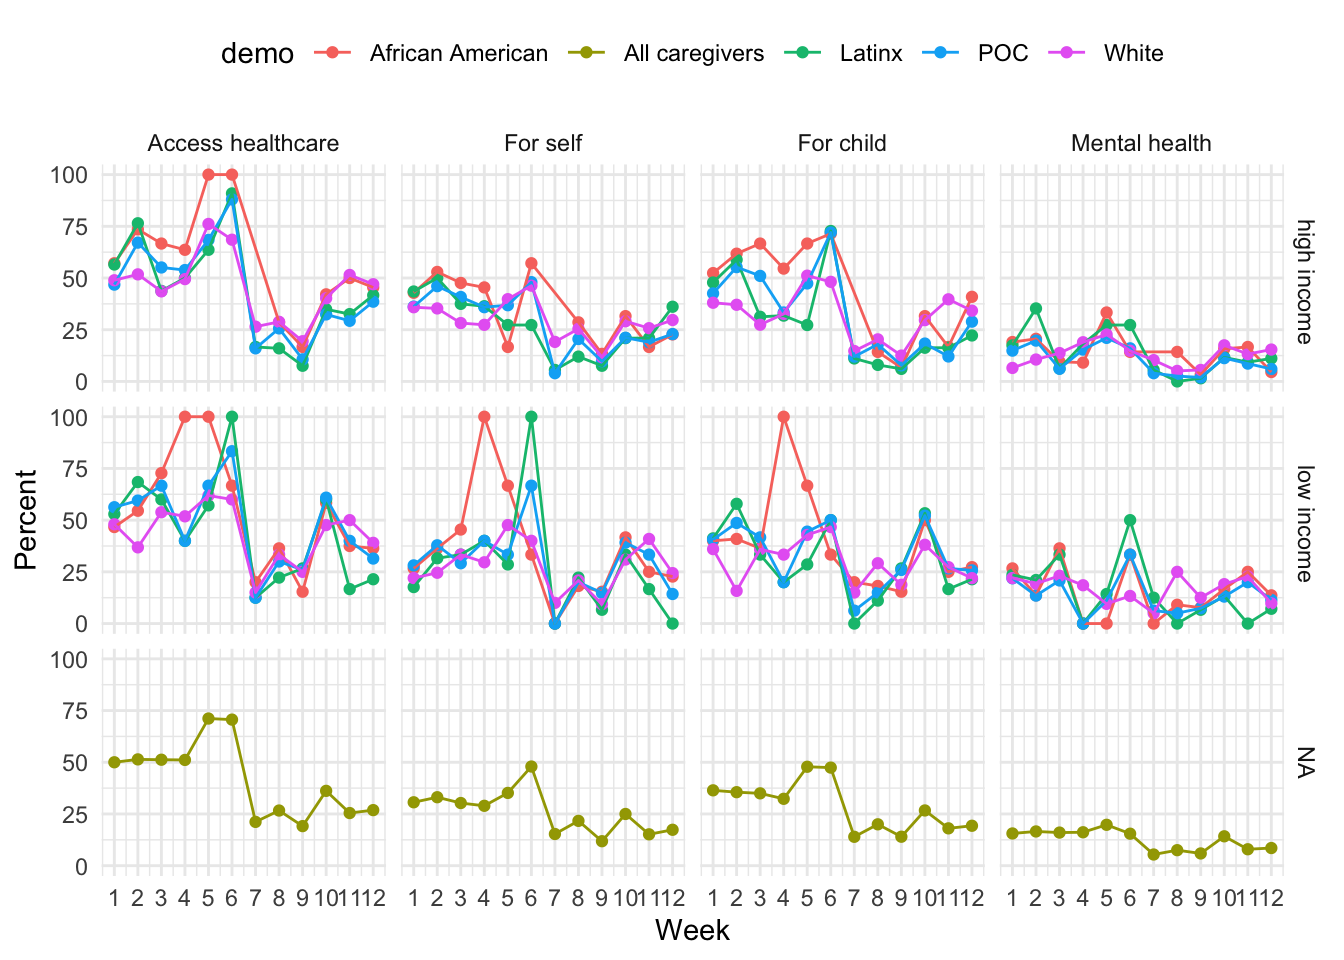 demo African American All caregivers Latinx POC White
Access healthcare For self For child Mental health
100
75
50
25
0
high income
100
75
50
25
0
low income
100
75
50
25
0
NA
Percent
1 2 3 4 5 6 7 8 9 10 11 12 1 2 3 4 5 6 7 8 9 10 11 12 1 2 3 4 5 6 7 8 9 10 11 12 1 2 3 4 5 6 7 8 9 10 11 12
Week